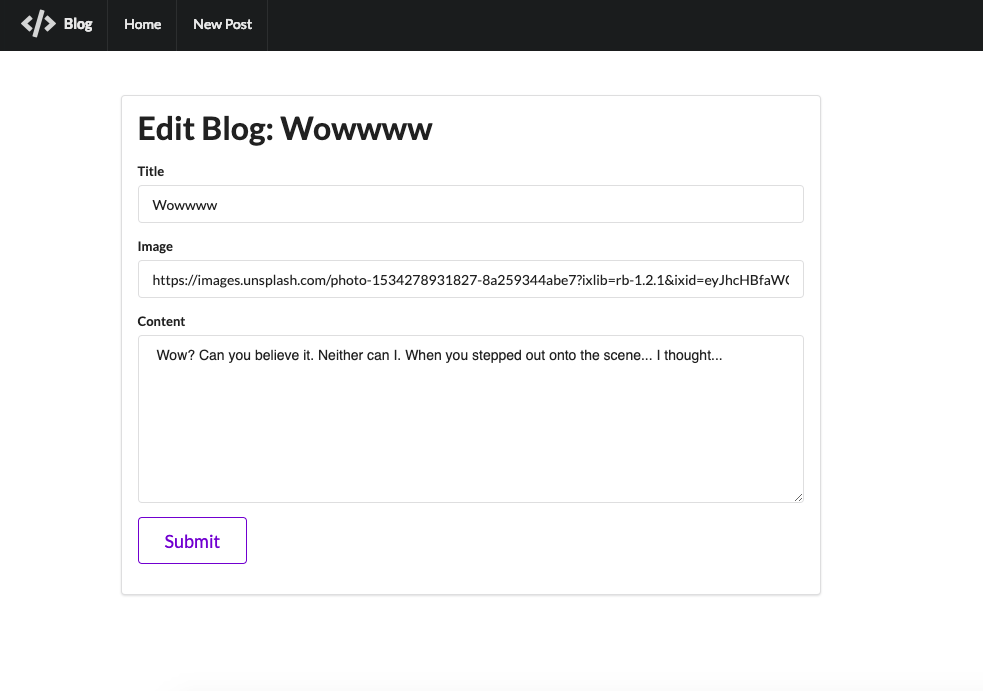 Blog Home New Post
Edit Blog: Wowwww
Title
Wowwww
Image
https://images.unsplash.com/photo-1534278931827-8a259344abe7?ixlib=rb-1.2.1&ixid=eyJhcHBfaWQ
Content
Wow? Can you believe it. Neither can I. When you stepped out onto the scene... I thought...
Submit